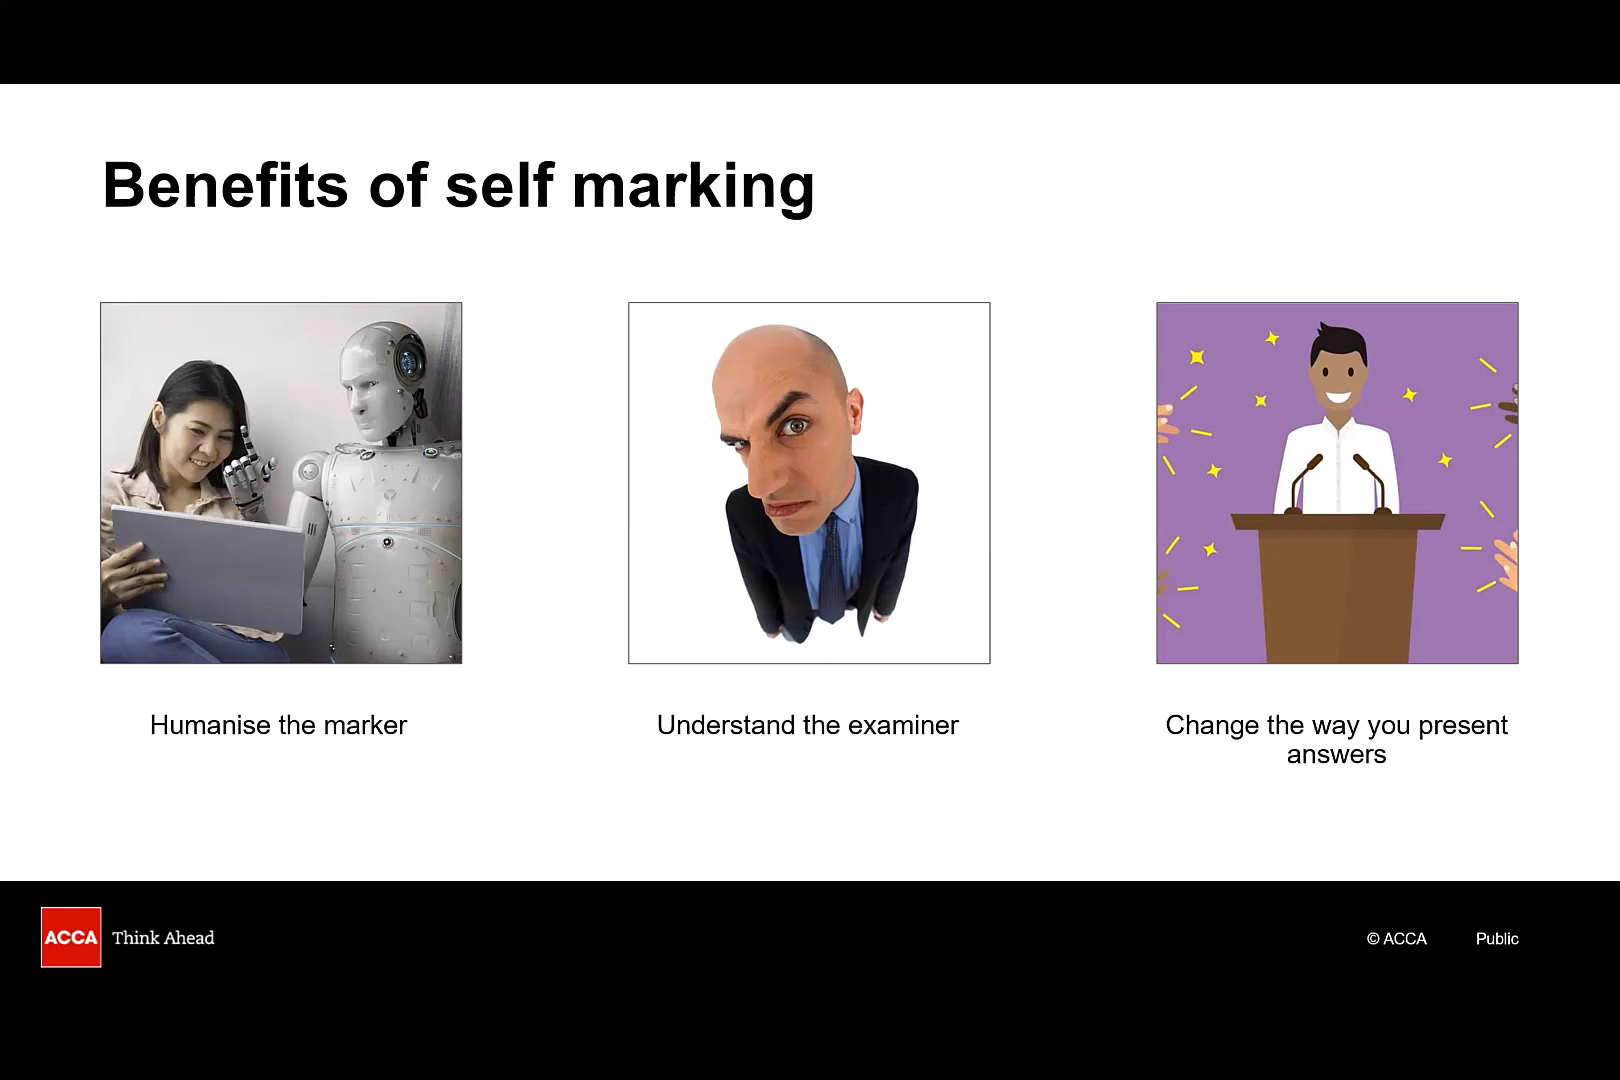 Benefits of self marking
Humanise the marker
Understand the examiner
Change the way you present
answers
ACCA Think Ahead
© ACCA Public